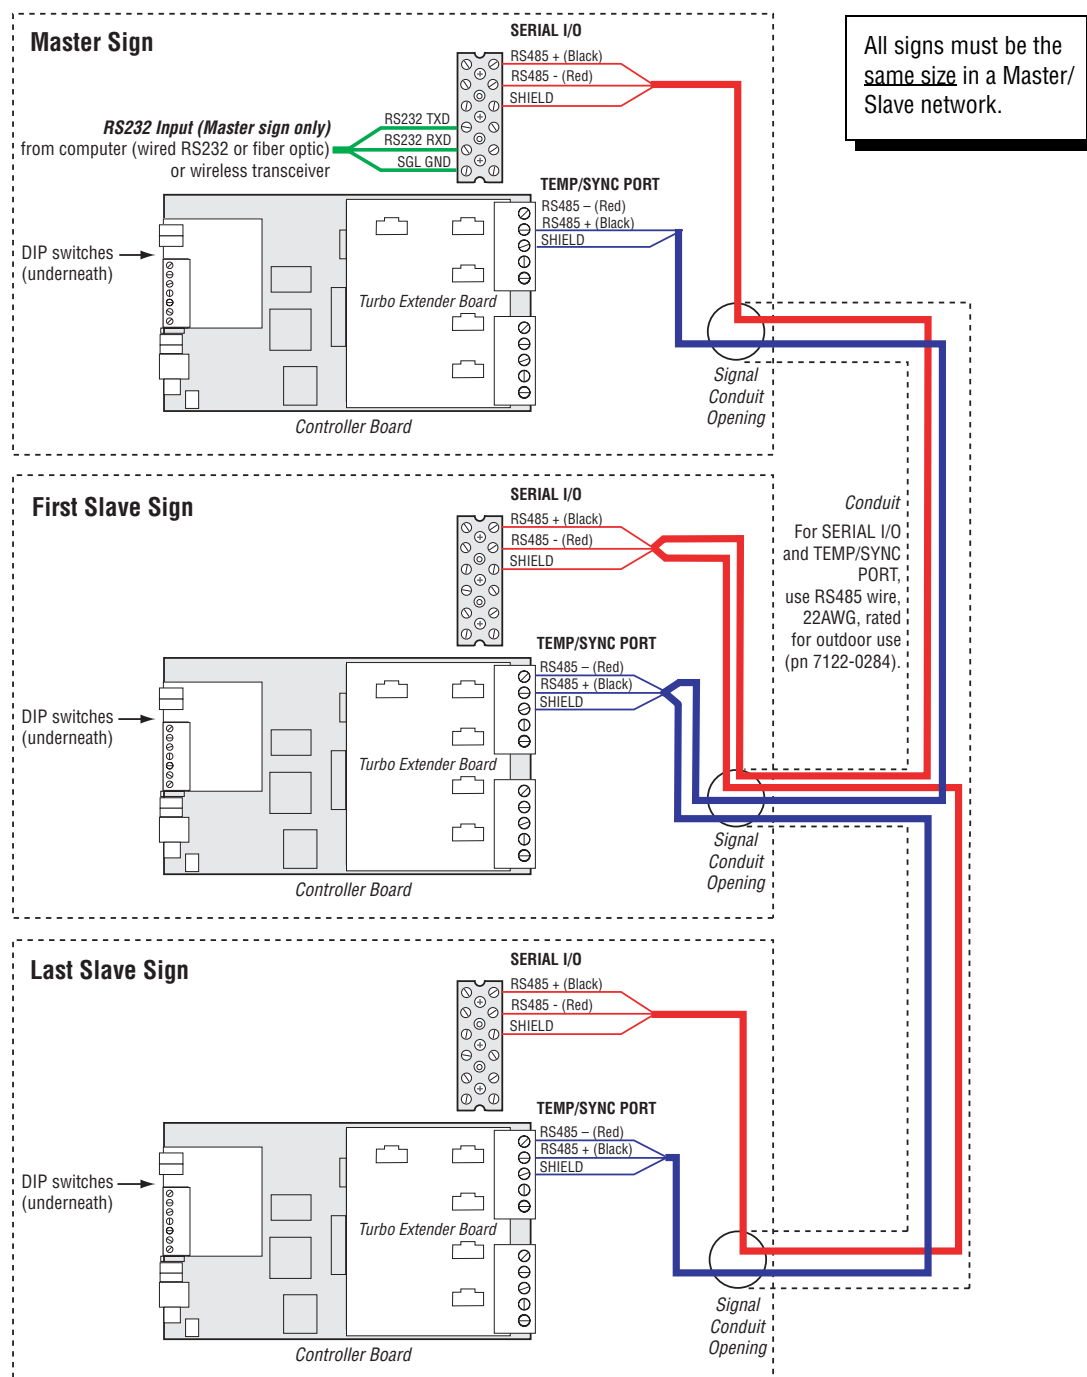 Master Sign
SERIAL I/O
RS485 + (Black)
RS485 - (Red)
SHIELD
RS232 TXD
RS232 RXD
SGL GND
RS232 Input (Master sign only)
from computer (wired RS232 or fiber optic)
or wireless transceiver
All signs must be the
same size in a Master/
Slave network.
TEMP/SYNC PORT
RS485 – (Red)
RS485 + (Black)
SHIELD
DIP switches
(underneath)
Turbo Extender Board
Controller Board
Signal
Conduit
Opening
First Slave Sign
SERIAL I/O
RS485 + (Black)
RS485 - (Red)
SHIELD
Conduit
For SERIAL I/O
and TEMP/SYNC
PORT,
use RS485 wire,
22AWG, rated
for outdoor use
(pn 7122-0284).
TEMP/SYNC PORT
RS485 – (Red)
RS485 + (Black)
SHIELD
DIP switches
(underneath)
Turbo Extender Board
Controller Board
Signal
Conduit
Opening
Last Slave Sign
SERIAL I/O
RS485 + (Black)
RS485 - (Red)
SHIELD
TEMP/SYNC PORT
RS485 – (Red)
RS485 + (Black)
SHIELD
DIP switches
(underneath)
Turbo Extender Board
Controller Board
Signal
Conduit
Opening